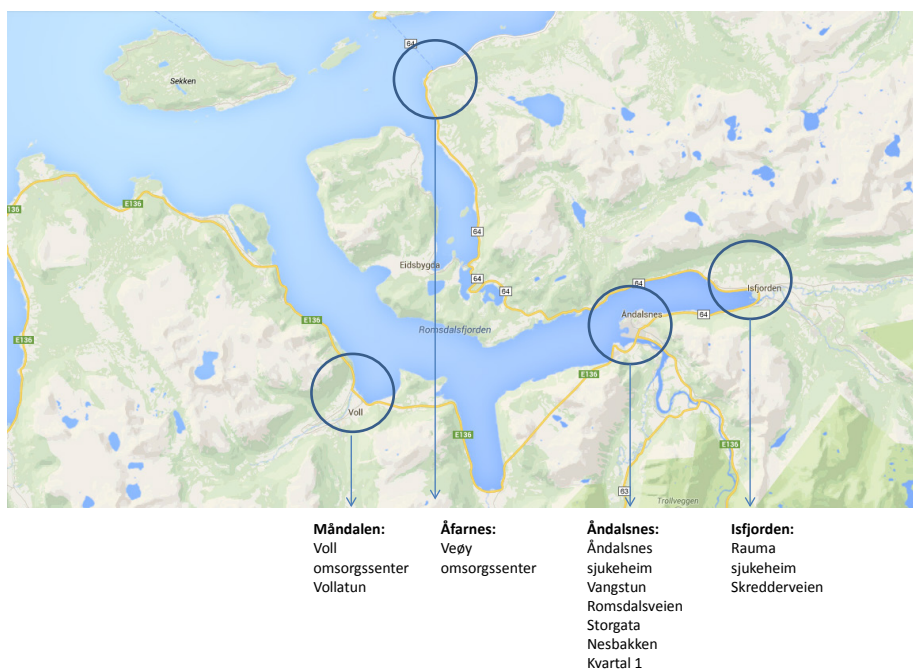 64
Sekken
E136
E136
64
Eidsbygda
64
64
64
Isfjorden
Åndalsnes
64
E136
Romsdalsfjorden
E136
Voll
E136
E136
E136
63
Trollveggen
Måndalen:
Voll
omsorgssenter
Vollatun
Åfarnes:
Veøy
omsorgssenter
Åndalsnes:
Åndalsnes
sjukeheim
Vangstun
Romsdalsveien
Storgata
Nesbakken
Kvartal 1
Isfjorden:
Rauma
sjukeheim
Skredderveien